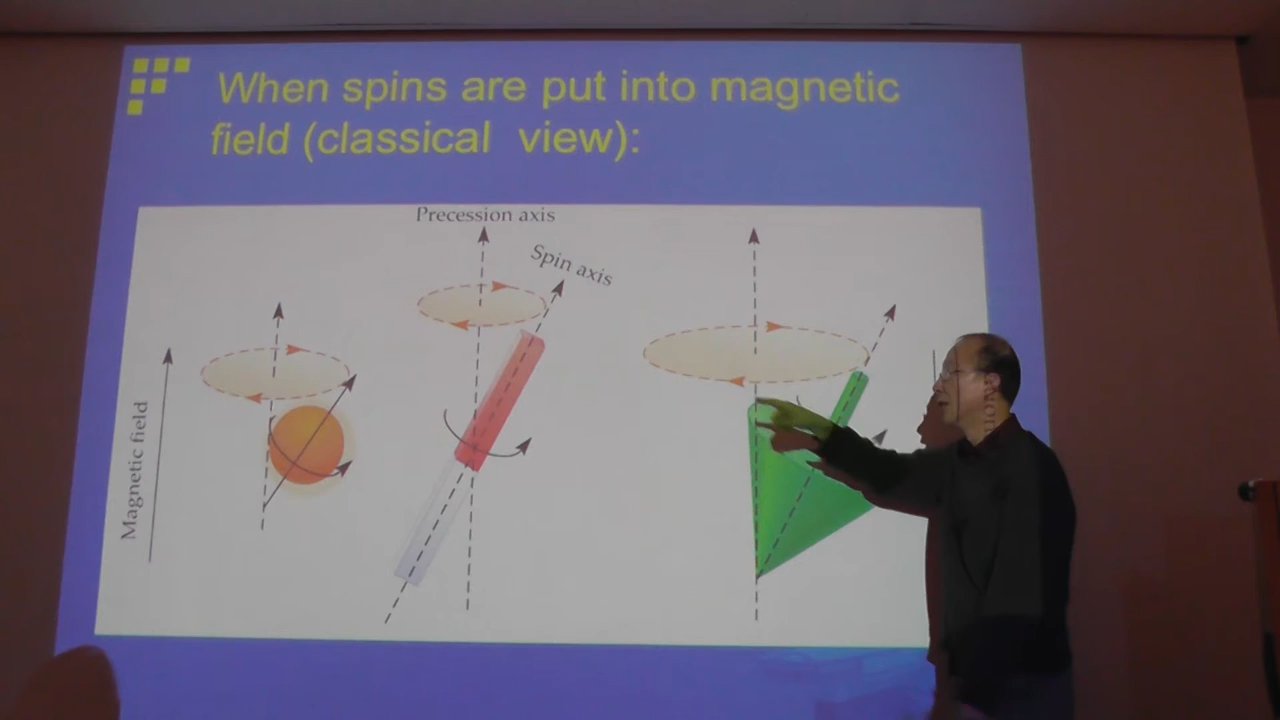 When spins are put into magnetic
field (classical view):
Precession axis
Spin axis
Magnetic field